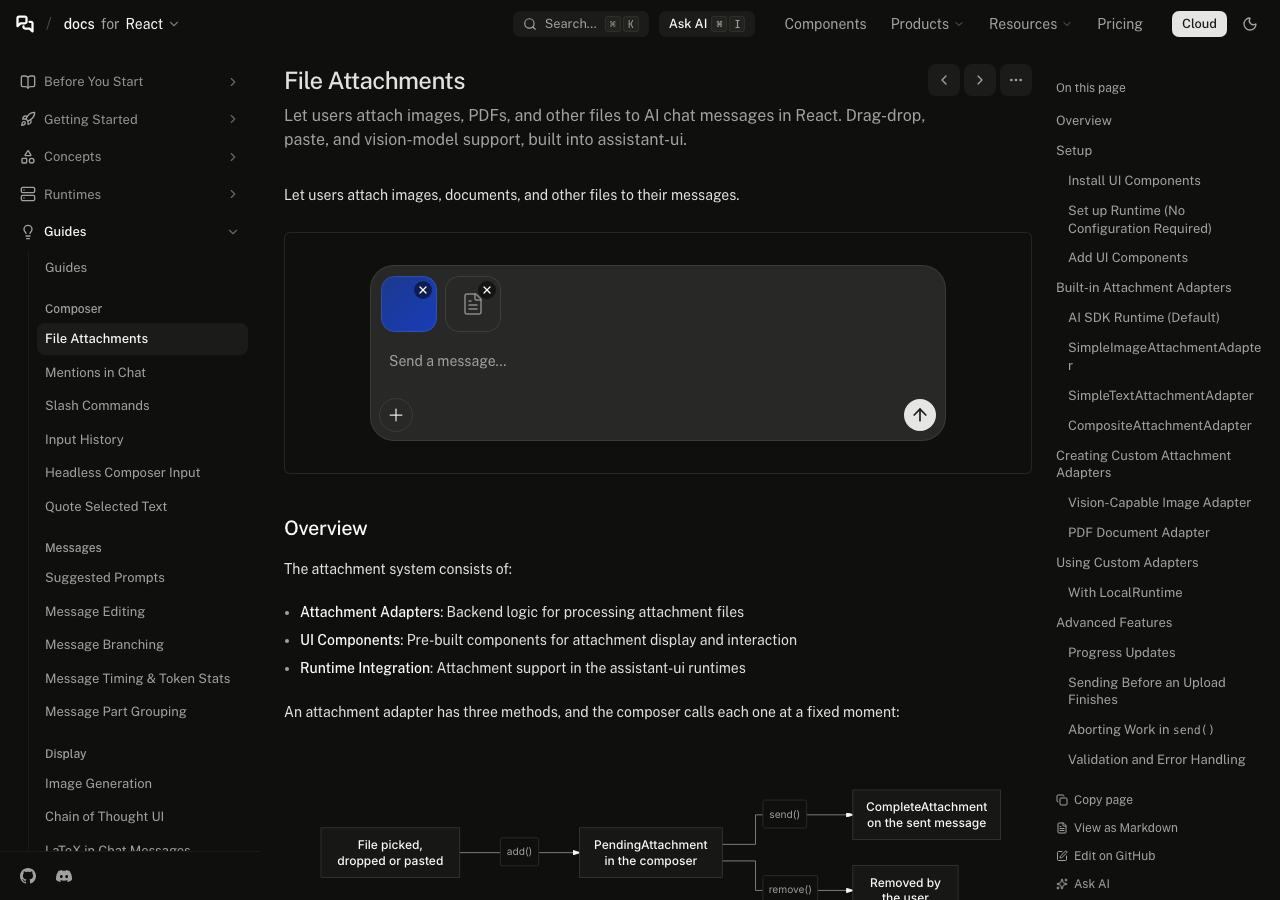 / docs for React
Search... ⌘ K
Ask AI ⌘ I
Components
Products
Resources
Pricing
Cloud
Before You Start
Getting Started
Concepts
Runtimes
Guides
Guides
Composer
File Attachments
Mentions in Chat
Slash Commands
Input History
Headless Composer Input
Quote Selected Text
Messages
Suggested Prompts
Message Editing
Message Branching
Message Timing & Token Stats
Message Part Grouping
Display
Image Generation
Chain of Thought UI
LaTeX in Chat Messages
File Attachments
Let users attach images, PDFs, and other files to AI chat messages in React. Drag-drop,
paste, and vision-model support, built into assistant-ui.
Let users attach images, documents, and other files to their messages.
Send a message...
Overview
The attachment system consists of:
• Attachment Adapters: Backend logic for processing attachment files
• UI Components: Pre-built components for attachment display and interaction
• Runtime Integration: Attachment support in the assistant-ui runtimes
An attachment adapter has three methods, and the composer calls each one at a fixed moment:
File picked,
dropped or pasted
add()
PendingAttachment
in the composer
send()
CompleteAttachment
on the sent message
remove()
Removed by
the user
On this page
Overview
Setup
Install UI Components
Set up Runtime (No
Configuration Required)
Add UI Components
Built-in Attachment Adapters
AI SDK Runtime (Default)
SimpleImageAttachmentAdapte
r
SimpleTextAttachmentAdapter
CompositeAttachmentAdapter
Creating Custom Attachment
Adapters
Vision-Capable Image Adapter
PDF Document Adapter
Using Custom Adapters
With LocalRuntime
Advanced Features
Progress Updates
Sending Before an Upload
Finishes
Aborting Work in send()
Validation and Error Handling
Copy page
View as Markdown
Edit on GitHub
Ask AI